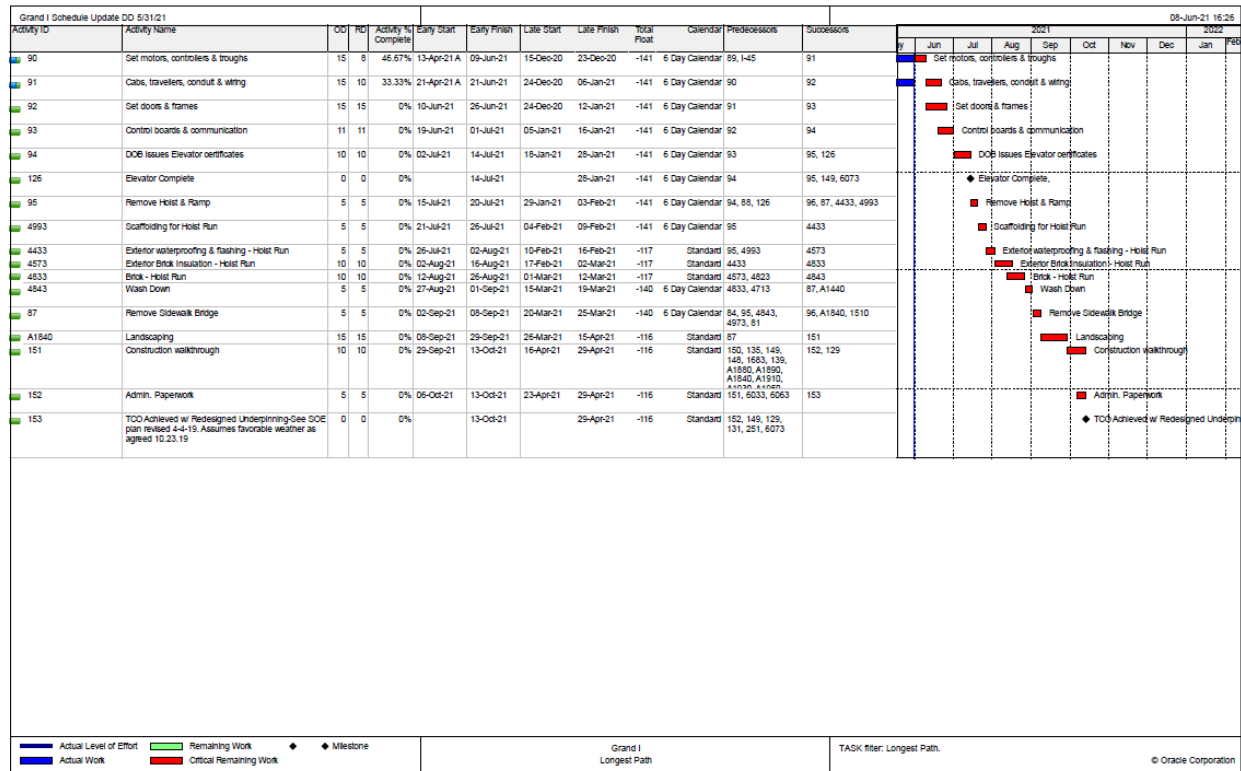 Grand I Schedule Update DD 5/31/21
08-Jun-21 16:26
Activity ID Activity Name OD RD Activity % Complete Early Start Early Finish Late Start Late Finish Total Float Calendar Predecessors Successors
2021 2022
Jun Jul Aug Sep Oct Nov Dec Jan Feb
90 Set motors, controllers & troughs 15 8 46.67% 13-Apr-21 A 09-Jun-21 15-Dec-20 23-Dec-20 -141 6 Day Calendar 89, I-45 91 Set motors, controllers & troughs
91 Cabs, travellers, conduit & wiring 15 10 33.33% 21-Apr-21 A 21-Jun-21 24-Dec-20 06-Jan-21 -141 6 Day Calendar 90 92 Cabs, travellers, conduit & wiring
92 Set doors & frames 15 15 0% 10-Jun-21 26-Jun-21 24-Dec-20 12-Jan-21 -141 6 Day Calendar 91 93 Set doors & frames
93 Control boards & communication 11 11 0% 19-Jun-21 01-Jul-21 05-Jan-21 16-Jan-21 -141 6 Day Calendar 92 94 Control boards & communication
94 DOB Issues Elevator certificates 10 10 0% 02-Jul-21 14-Jul-21 18-Jan-21 28-Jan-21 -141 6 Day Calendar 93 95, 126 DOB Issues Elevator certificates
126 Elevator Complete 0 0 0% 14-Jul-21 28-Jan-21 -141 6 Day Calendar 94 95, 149, 6073 Elevator Complete,
95 Remove Hoist & Ramp 5 5 0% 15-Jul-21 20-Jul-21 29-Jan-21 03-Feb-21 -141 6 Day Calendar 94, 88, 126 96, 87, 4433, 4993 Remove Hoist & Ramp
4993 Scaffolding for Hoist Run 5 5 0% 21-Jul-21 26-Jul-21 04-Feb-21 09-Feb-21 -141 6 Day Calendar 95 4433 Scaffolding for Hoist Run
4433 Exterior waterproofing & flashing - Hoist Run 5 5 0% 26-Jul-21 02-Aug-21 10-Feb-21 16-Feb-21 -117 Standard 95, 4993 4573 Exterior waterproofing & flashing - Hoist Run
4573 Exterior Brick Insulation - Hoist Run 10 10 0% 02-Aug-21 16-Aug-21 17-Feb-21 02-Mar-21 -117 Standard 4433 4833 Exterior Brick Insulation - Hoist Run
4833 Brick - Hoist Run 10 10 0% 12-Aug-21 26-Aug-21 01-Mar-21 12-Mar-21 -117 Standard 4573, 4823 4843 Brick - Hoist Run
4843 Wash Down 5 5 0% 27-Aug-21 01-Sep-21 15-Mar-21 19-Mar-21 -140 6 Day Calendar 4833, 4713 87, A1440 Wash Down
87 Remove Sidewalk Bridge 5 5 0% 02-Sep-21 08-Sep-21 20-Mar-21 25-Mar-21 -140 6 Day Calendar 84, 95, 4843, 96, A1840, 1510 Remove Sidewalk Bridge
4973, 81
A1840 Landscaping 15 15 0% 08-Sep-21 29-Sep-21 26-Mar-21 15-Apr-21 -116 Standard 87 151 Landscaping
151 Construction walkthrough 10 10 0% 29-Sep-21 13-Oct-21 16-Apr-21 29-Apr-21 -116 Standard 150, 135, 149, 152, 129 Construction walkthrough
148, 1683, 139,
A1880, A1890,
A1840, A1910,
152 Admin. Paperwork 5 5 0% 06-Oct-21 13-Oct-21 23-Apr-21 29-Apr-21 -116 Standard 151, 6033, 6063 153 Admin. Paperwork
153 TCO Achieved w/ Redesigned Underpinning-See SOE 0 0 0% 13-Oct-21 29-Apr-21 -116 Standard 152, 149, 129, TCO Achieved w/ Redesigned Underpin
plan revised 4-4-19. Assumes favorable weather as 131, 251, 6073
agreed 10.23.19
Actual Level of Effort Remaining Work Milestone
Actual Work Critical Remaining Work
Grand I
Longest Path
TASK filter: Longest Path.
© Oracle Corporation